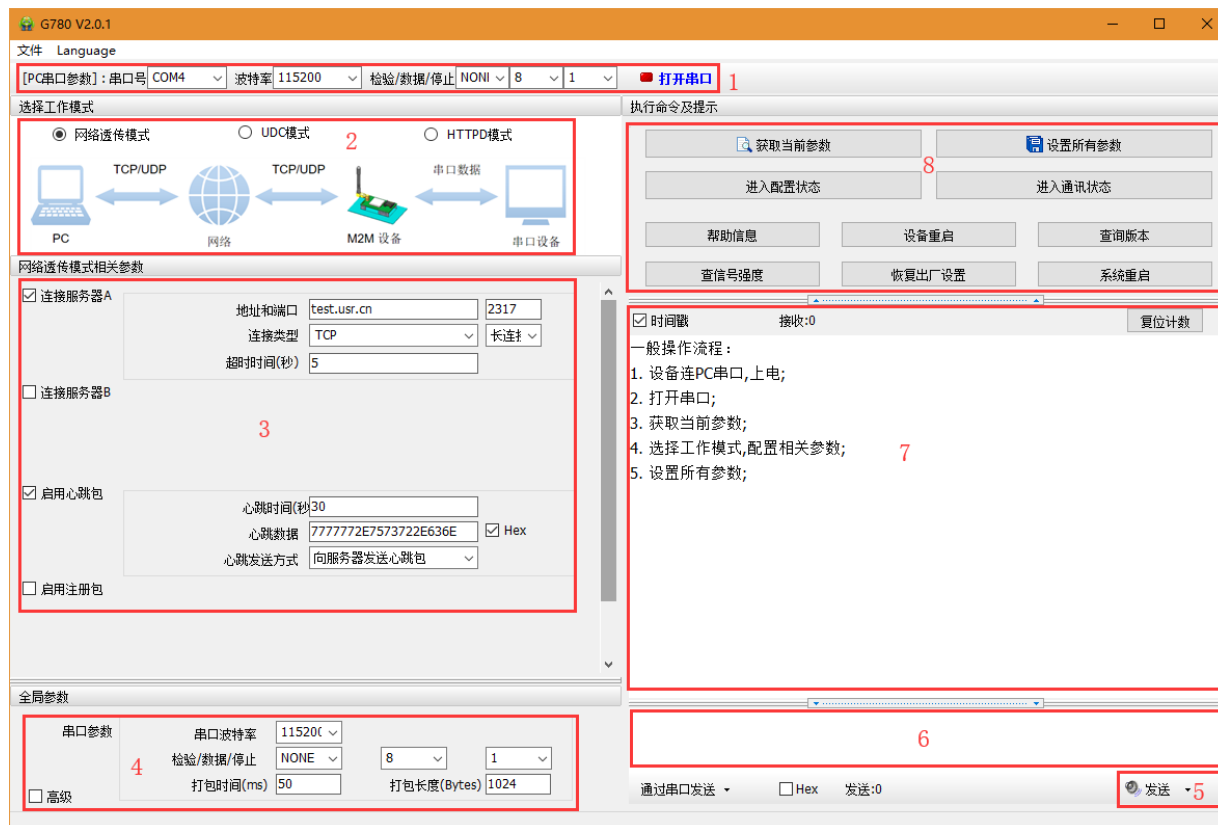 G780 V2.0.1
文件 Language
[PC串口参数]:串口号 COM4 波特率 115200 检验/数据/停止 NONI 8 1 打开串口 1
选择工作模式
网络透传模式 UDC模式 HTTPD模式
2
TCP/UDP TCP/UDP 串口数据
PC 网络 M2M 设备 串口设备
网络透传模式相关参数
连接服务器A
地址和端口 test.usr.cn 2317
连接类型 TCP 长连接
超时时间(秒) 5
连接服务器B
3
启用心跳包
心跳时间(秒 30
心跳数据 7777772E7573722E636E Hex
心跳发送方式 向服务器发送心跳包
启用注册包
全局参数
串口参数 串口波特率 11520(
检验/数据/停止 NONE 8 1
4
打包时间(ms) 50 打包长度(Bytes) 1024
高级
执行命令及提示
获取当前参数 设置所有参数
8
进入配置状态 进入通讯状态
帮助信息 设备重启 查询版本
查信号强度 恢复出厂设置 系统重启
时间戳 接收:0 复位计数
一般操作流程:
1. 设备连PC串口,上电;
2. 打开串口;
3. 获取当前参数;
4. 选择工作模式,配置相关参数;
5. 设置所有参数;
7
6
通过串口发送 Hex 发送:0 发送 5